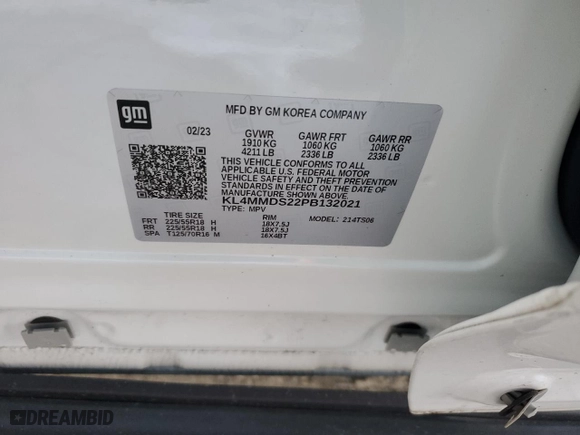 gm
MFD BY GM KOREA COMPANY
02/23 GVWR GAWR FRT GAWR RR
1910 KG 1060 KG 1060 KG
4211 LB 2336 LB 2336 LB
THIS VEHICLE CONFORMS TO ALL
APPLICABLE U.S. FEDERAL MOTOR
VEHICLE SAFETY AND THEFT PREVENTION
STANDARDS IN EFFECT ON THE DATE OF
MANUFACTURE SHOWN ABOVE.
KL4MMDS22PB132021
TYPE: MPV MODEL: 214TS06
TIRE SIZE RIM
FRT 225/55R18 H 18X7.5J
RR 225/55R18 H 18X7.5J
SPA T125/70R16 M 16X4BT
DREAMBID